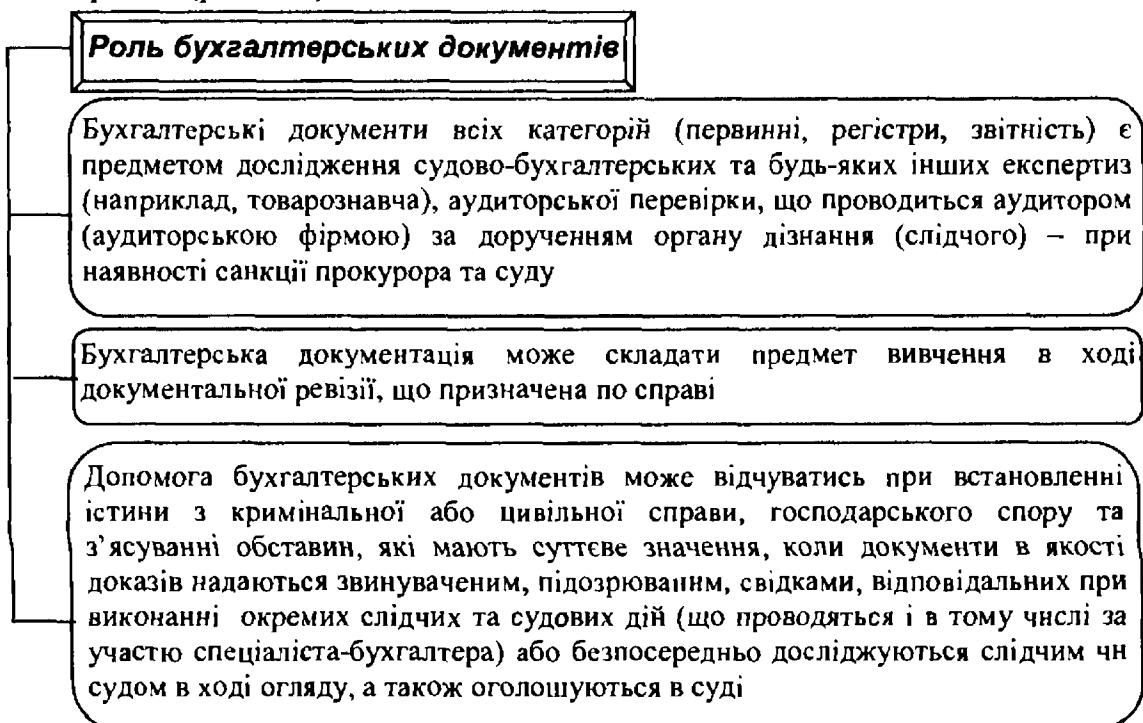 Роль бухгалтерських документів
Бухгалтерські документи всіх категорій (первинні, регістри, звітність) є
предметом дослідження судово-бухгалтерських та будь-яких інших експертиз
(наприклад, товарознавча), аудиторської перевірки, що проводиться аудитором
(аудиторською фірмою) за дорученням органу дізнання (слідчого) – при
наявності санкції прокурора та суду
Бухгалтерська документація може складати предмет вивчення в ході
документальної ревізії, що призначена по справі
Допомога бухгалтерських документів може відчуватись при встановленні
істини з кримінальної або цивільної справи, господарського спору та
з’ясуванні обставин, які мають суттєве значення, коли документи в якості
доказів надаються звинуваченим, підозрюваним, свідками, відповідальних при
виконанні окремих слідчих та судових дій (що проводяться і в тому числі за
участю спеціаліста-бухгалтера) або безпосередньо досліджуються слідчим чи
судом в ході огляду, а також оголошуються в суді